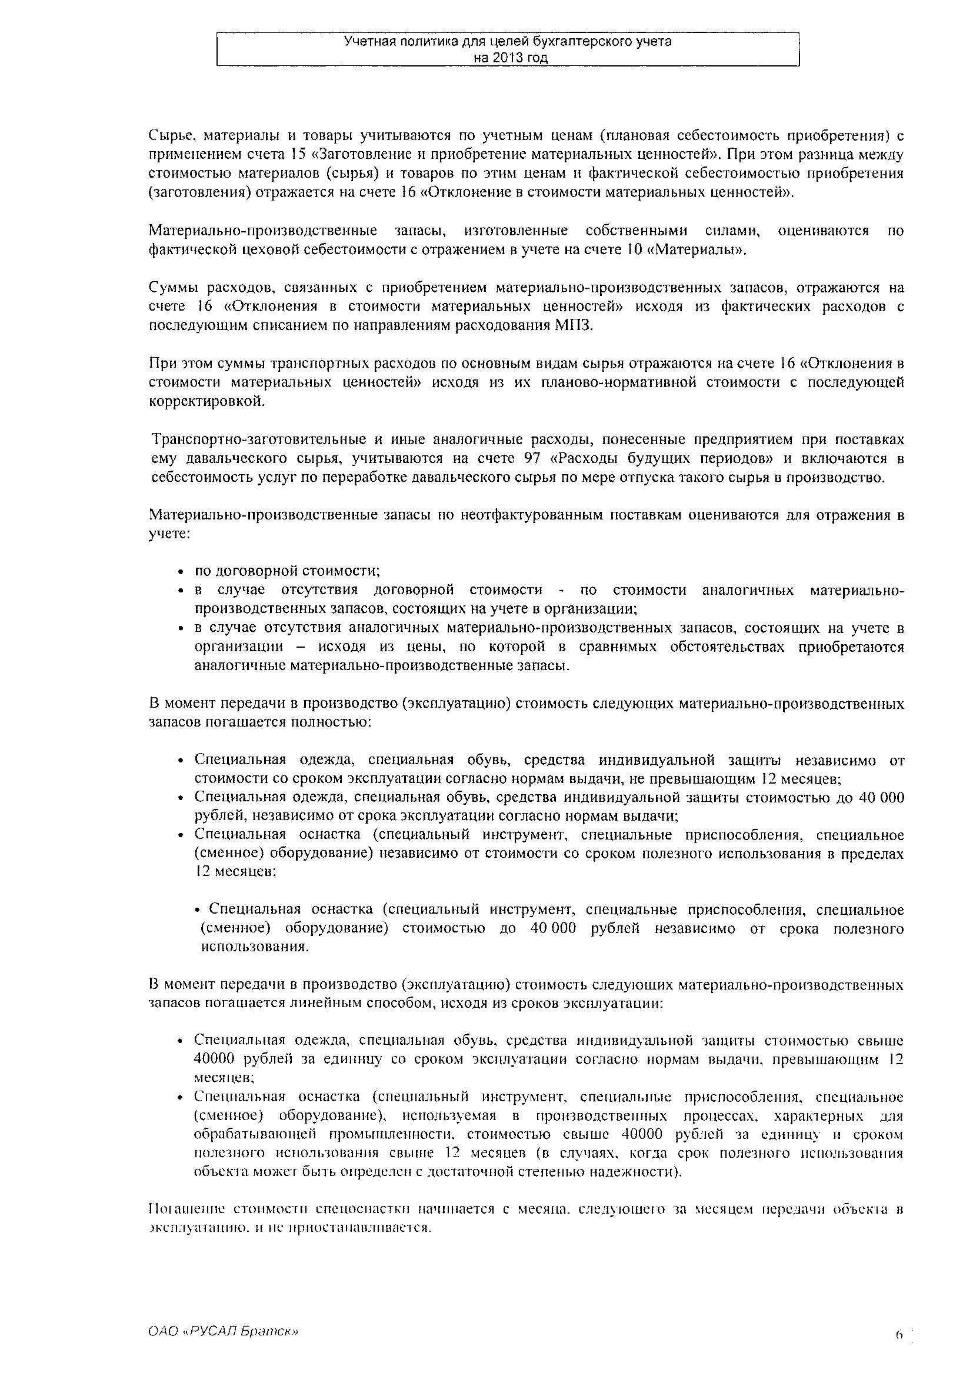 Учетная политика для целей бухгалтерского учета
на 2013 год
Сырье, материалы и товары учитываются по учетным ценам (плановая себестоимость приобретения) с
применением счета 15 «Заготовление и приобретение материальных ценностей». При этом разница между
стоимостью материалов (сырья) и товаров по этим ценам и фактической себестоимостью приобретения
(заготовления) отражается на счете 16 «Отклонение в стоимости материальных ценностей».
Материально-производственные запасы, изготовленные собственными силами, оцениваются по
фактической цеховой себестоимости с отражением в учете на счете 10 «Материалы».
Суммы расходов, связанных с приобретением материально-производственных запасов, отражаются на
счете 16 «Отклонения в стоимости материальных ценностей» исходя из фактических расходов с
последующим списанием по направлениям расходования МПЗ.
При этом суммы транспортных расходов по основным видам сырья отражаются на счете 16 «Отклонения в
стоимости материальных ценностей» исходя из их планово-нормативной стоимости с последующей
корректировкой.
Транспортно-заготовительные и иные аналогичные расходы, понесенные предприятием при поставках
ему давальческого сырья, учитываются на счете 97 «Расходы будущих периодов» и включаются в
себестоимость услуг по переработке давальческого сырья по мере отпуска такого сырья в производство.
Материально-производственные запасы по неотфактурованным поставкам оцениваются для отражения в
учете:
• по договорной стоимости;
• в случае отсутствия договорной стоимости - по стоимости аналогичных материально-
производственных запасов, состоящих на учете в организации;
• в случае отсутствия аналогичных материально-производственных запасов, состоящих на учете в
организации – исходя из цены, по которой в сравнимых обстоятельствах приобретаются
аналогичные материально-производственные запасы.
В момент передачи в производство (эксплуатацию) стоимость следующих материально-производственных
запасов погашается полностью:
• Специальная одежда, специальная обувь, средства индивидуальной защиты независимо от
стоимости со сроком эксплуатации согласно нормам выдачи, не превышающим 12 месяцев;
• Специальная одежда, специальная обувь, средства индивидуальной защиты стоимостью до 40 000
рублей, независимо от срока эксплуатации согласно нормам выдачи;
• Специальная оснастка (специальный инструмент, специальные приспособления, специальное
(сменное) оборудование) независимо от стоимости со сроком полезного использования в пределах
12 месяцев;
• Специальная оснастка (специальный инструмент, специальные приспособления, специальное
(сменное) оборудование) стоимостью до 40 000 рублей независимо от срока полезного
использования.
В момент передачи в производство (эксплуатацию) стоимость следующих материально-производственных
запасов погашается линейным способом, исходя из сроков эксплуатации:
• Специальная одежда, специальная обувь, средства индивидуальной защиты стоимостью свыше
40000 рублей за единицу со сроком эксплуатации согласно нормам выдачи, превышающим 12
месяцев;
• Специальная оснастка (специальный инструмент, специальные приспособления, специальное
(сменное) оборудование), используемая в производственных процессах, характерных для
обрабатывающей промышленности, стоимостью свыше 40000 рублей за единицу и сроком
полезного использования свыше 12 месяцев (в случаях, когда срок полезного использования
объекта может быть определен с достаточной степенью надежности).
Погашение стоимости спецоснастки начинается с месяца, следующего за месяцем передачи объекта в
эксплуатацию, и не приостанавливается.
ОАО «РУСАЛ Братск»
6